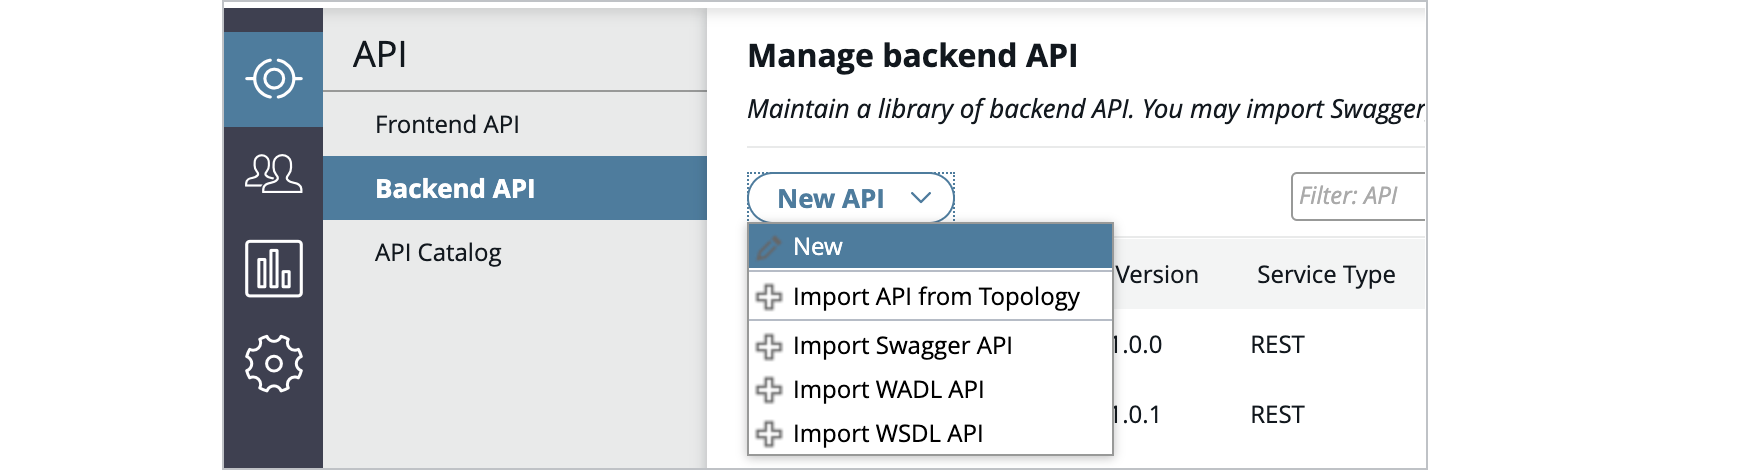 API
Frontend API
Backend API
API Catalog
Manage backend API
Maintain a library of backend API. You may import Swagger
New API
Filter: API
New
Import API from Topology
Import Swagger API
Import WADL API
Import WSDL API
Version Service Type
1.0.0 REST
1.0.1 REST